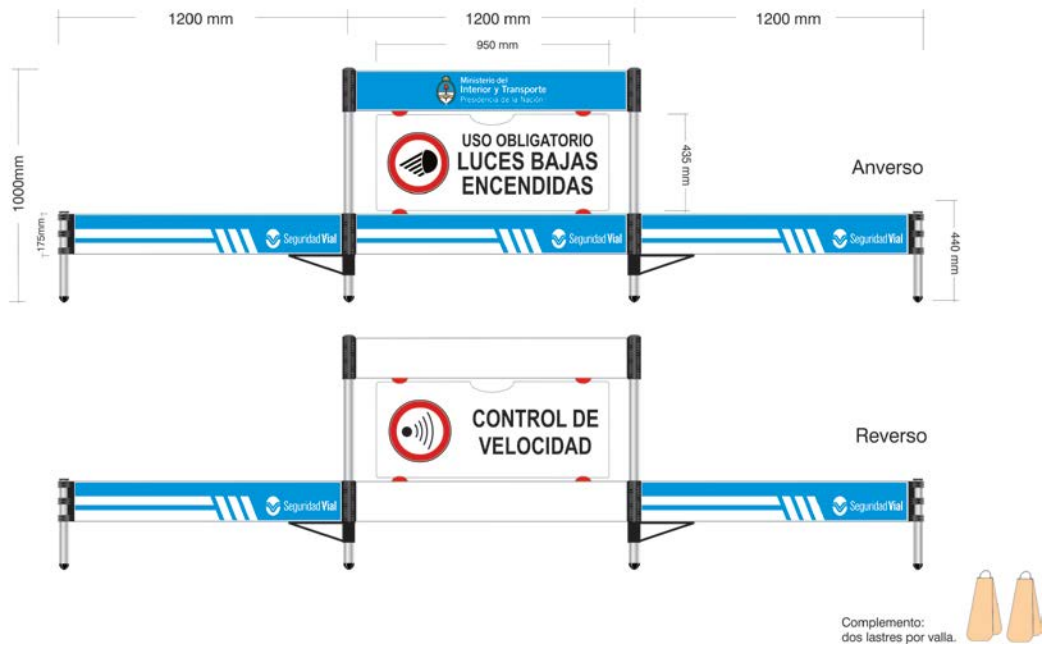 1200 mm
1200 mm
1200 mm
950 mm
Ministerio del
Interior y Transporte
Presidencia de la Nación
USO OBLIGATORIO
LUCES BAJAS
ENCENDIDAS
435 mm
Anverso
1000mm
175mm
Seguridad Vial
Seguridad Vial
Seguridad Vial
440 mm
CONTROL DE
VELOCIDAD
Reverso
Seguridad Vial
Seguridad Vial
Complemento:
dos lastres por valla.